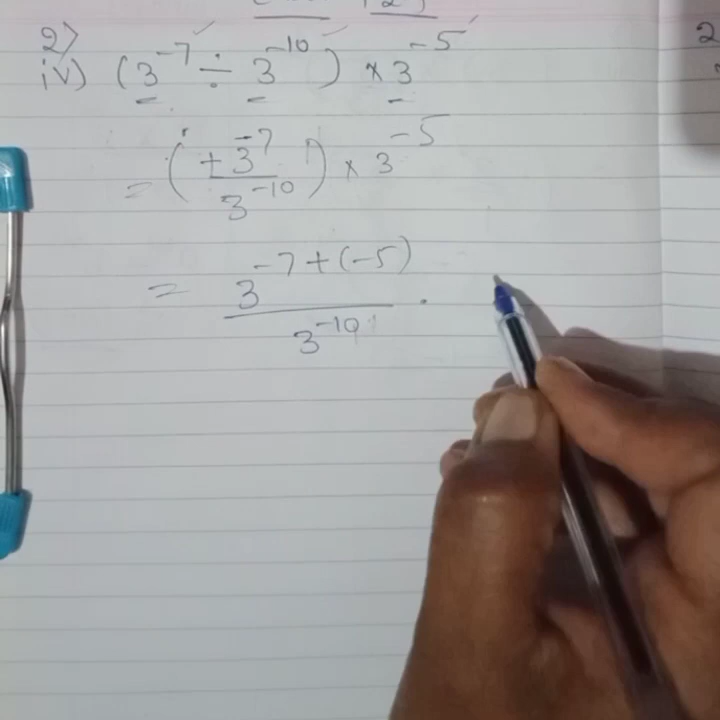 2>
iv) (3^-7 ÷ 3^-10) × 3^-5
= (+3^-7 / 3^-10) × 3^-5
= 3^-7+(-5) / 3^-10 .
2